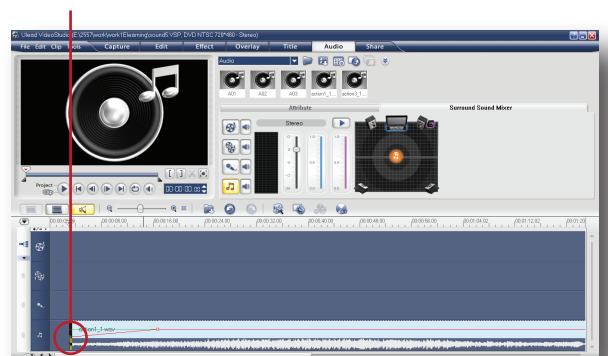 Ulead VideoStudio (E:\2557\work\work1Elearning\sound5.VSP, DVD NTSC 720*480 - Stereo)
File Edit Clip Tools Capture Edit Effect Overlay Title Audio Share
Audio
A01 A02 A03 action1_1... action3_1...
Attribute Surround Sound Mixer
Stereo
Project
00:00:00.00
00:00:08.00 00:00:16.00 00:00:24.00 00:00:32.00 00:00:40.00 00:00:48.00 00:00:56.00 00:01:04.02 00:01:12.02 00:01:20
action1_1.wav